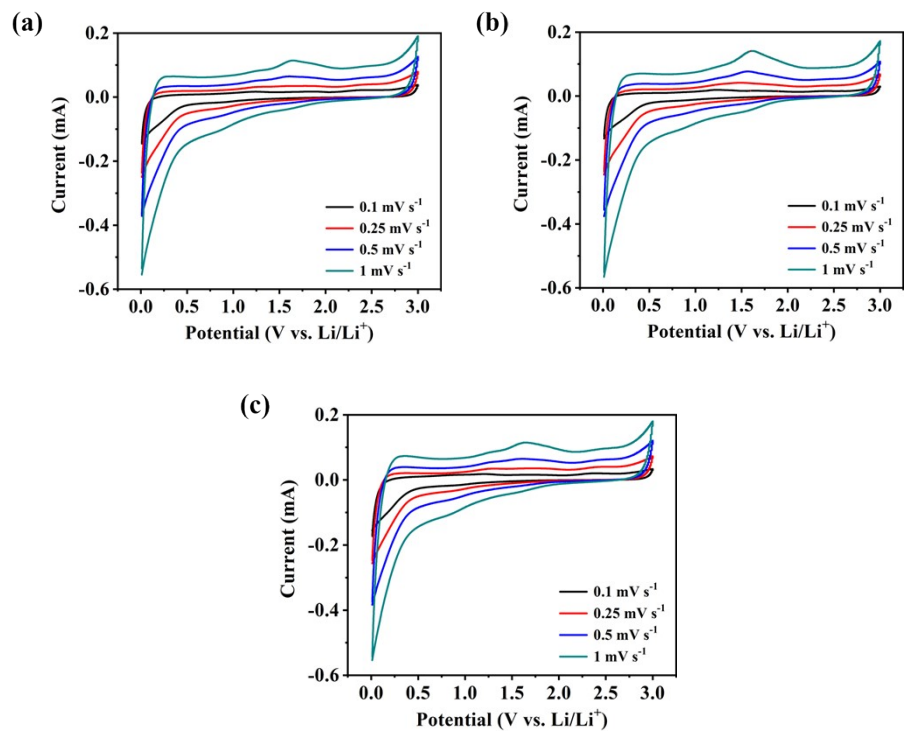 (a)
0.2
0.0
-0.2
-0.4
-0.6
Current (mA)
0.1 mV s⁻¹
0.25 mV s⁻¹
0.5 mV s⁻¹
1 mV s⁻¹
0.0 0.5 1.0 1.5 2.0 2.5 3.0
Potential (V vs. Li/Li⁺)
(b)
0.2
0.0
-0.2
-0.4
-0.6
Current (mA)
0.1 mV s⁻¹
0.25 mV s⁻¹
0.5 mV s⁻¹
1 mV s⁻¹
0.0 0.5 1.0 1.5 2.0 2.5 3.0
Potential (V vs. Li/Li⁺)
(c)
0.2
0.0
-0.2
-0.4
-0.6
Current (mA)
0.1 mV s⁻¹
0.25 mV s⁻¹
0.5 mV s⁻¹
1 mV s⁻¹
0.0 0.5 1.0 1.5 2.0 2.5 3.0
Potential (V vs. Li/Li⁺)